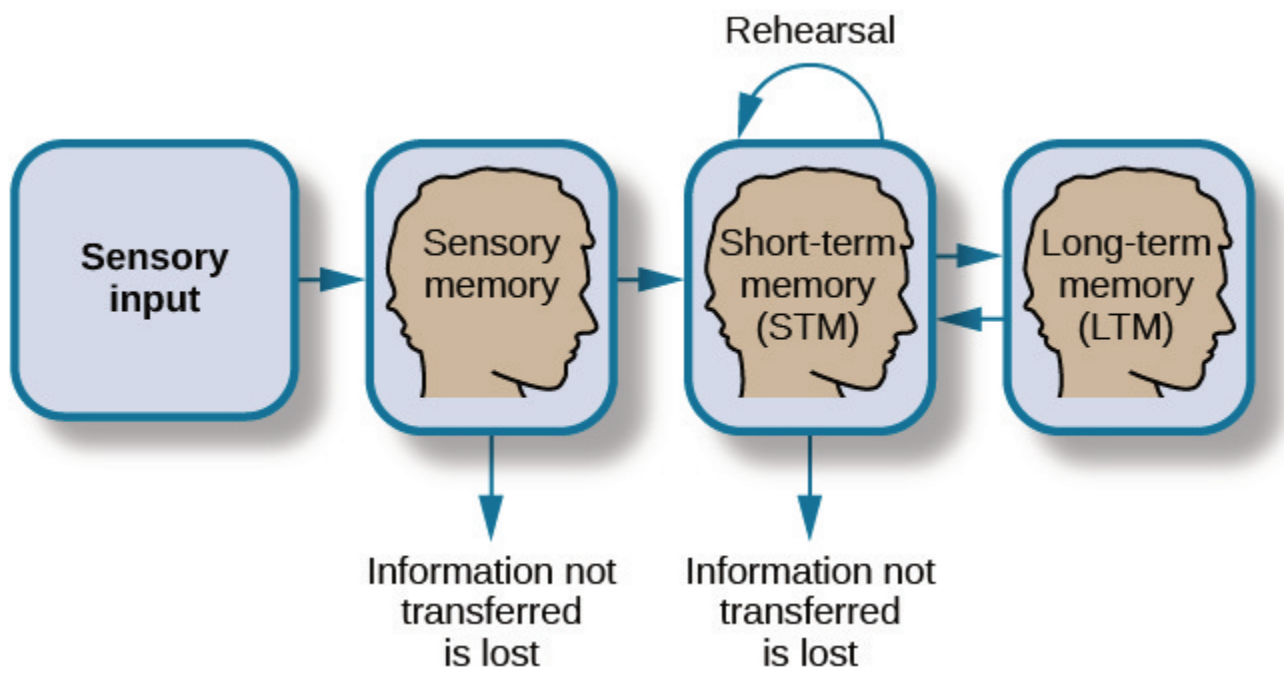 Rehearsal
Sensory
input
Sensory
memory
Short-term
memory
(STM)
Long-term
memory
(LTM)
Information not
transferred
is lost
Information not
transferred
is lost